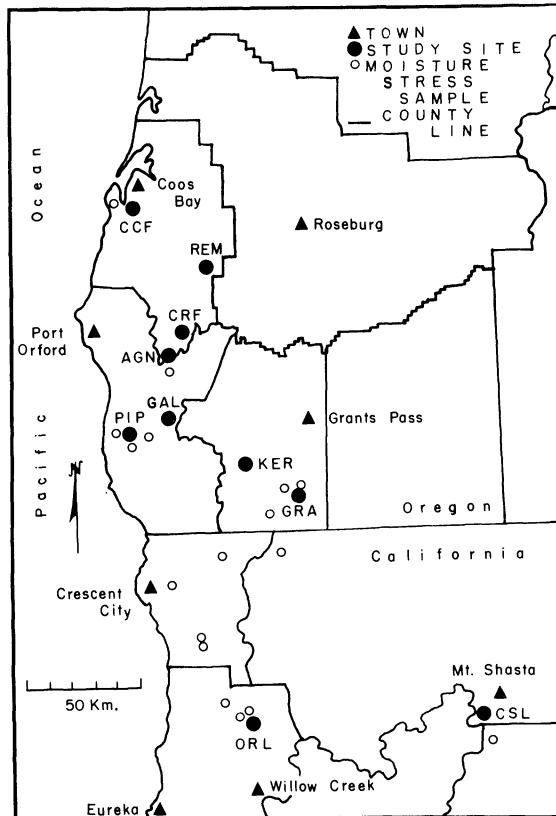 TOWN
STUDY SITE
MOISTURE
STRESS
SAMPLE
COUNTY
LINE
Ocean
Coos
Bay
CCF
Roseburg
REM
CRF
Port
Orford
AGN
GAL
PIP
Grants Pass
Pacific
KER
N
GRA
Oregon
California
Crescent
City
Mt. Shasta
50 Km.
CSL
ORL
Willow Creek
Eureka